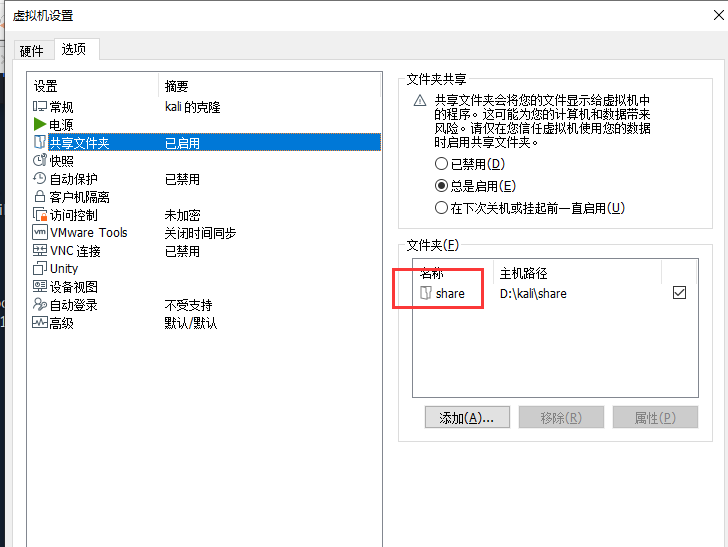 虚拟机设置
硬件 选项
设置 摘要
常规 kali 的克隆
电源
共享文件夹 已启用
快照
自动保护 已禁用
客户机隔离
访问控制 未加密
VMware Tools 关闭时间同步
VNC 连接 已禁用
Unity
设备视图
自动登录 不受支持
高级 默认/默认
文件夹共享
共享文件夹会将您的文件显示给虚拟机中
的程序。这可能为您的计算机和数据带来
风险。请仅在您信任虚拟机使用您的数据
时启用共享文件夹。
已禁用(D)
总是启用(E)
在下次关机或挂起前一直启用(U)
文件夹(F)
名称 主机路径
share D:\kali\share
添加(A)... 移除(R) 属性(P)